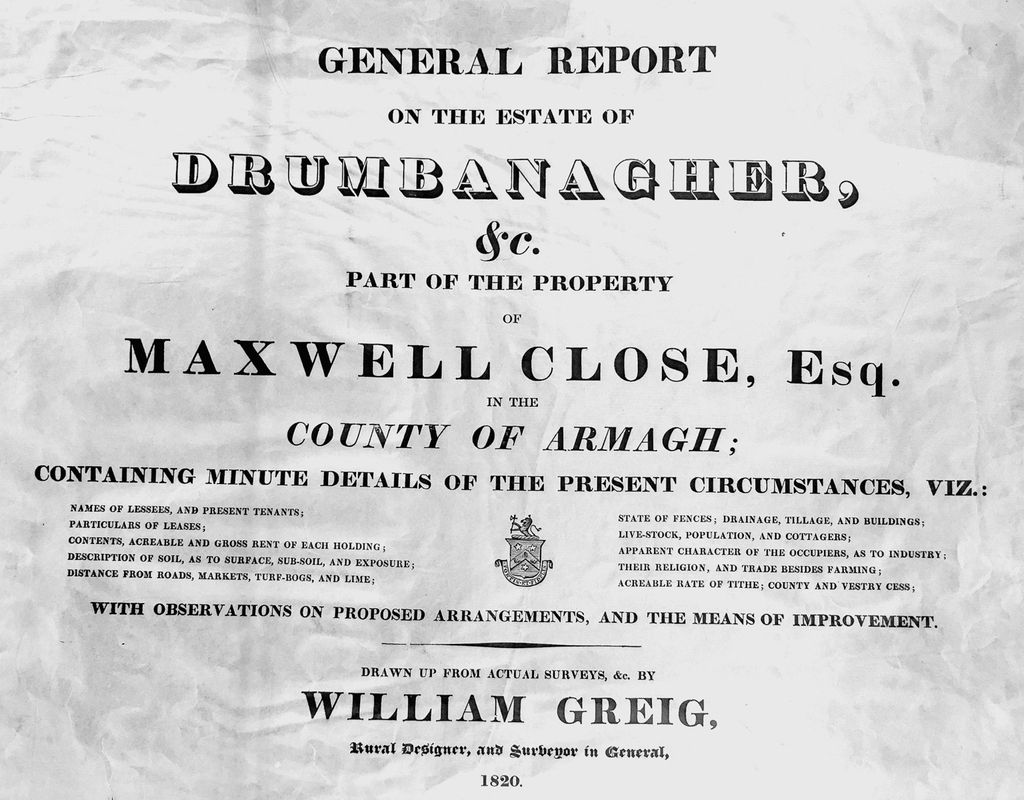 GENERAL REPORT
ON THE ESTATE OF
DRUMBANAGHER,
&c.
PART OF THE PROPERTY
OF
MAXWELL CLOSE, Esq.
IN THE
COUNTY OF ARMAGH;
CONTAINING MINUTE DETAILS OF THE PRESENT CIRCUMSTANCES, VIZ.:
NAMES OF LESSEES, AND PRESENT TENANTS;
PARTICULARS OF LEASES;
CONTENTS, ACREABLE AND GROSS RENT OF EACH HOLDING;
DESCRIPTION OF SOIL, AS TO SURFACE, SUB-SOIL, AND EXPOSURE;
DISTANCE FROM ROADS, MARKETS, TURF-BOGS, AND LIME;
STATE OF FENCES; DRAINAGE, TILLAGE, AND BUILDINGS;
LIVE-STOCK, POPULATION, AND COTTAGERS;
APPARENT CHARACTER OF THE OCCUPIERS, AS TO INDUSTRY;
THEIR RELIGION, AND TRADE BESIDES FARMING;
ACREABLE RATE OF TITHE; COUNTY AND VESTRY CESS;
WITH OBSERVATIONS ON PROPOSED ARRANGEMENTS, AND THE MEANS OF IMPROVEMENT.
DRAWN UP FROM ACTUAL SURVEYS, &c. BY
WILLIAM GREIG,
Rural Designer, and Surveyor in General,
1820.